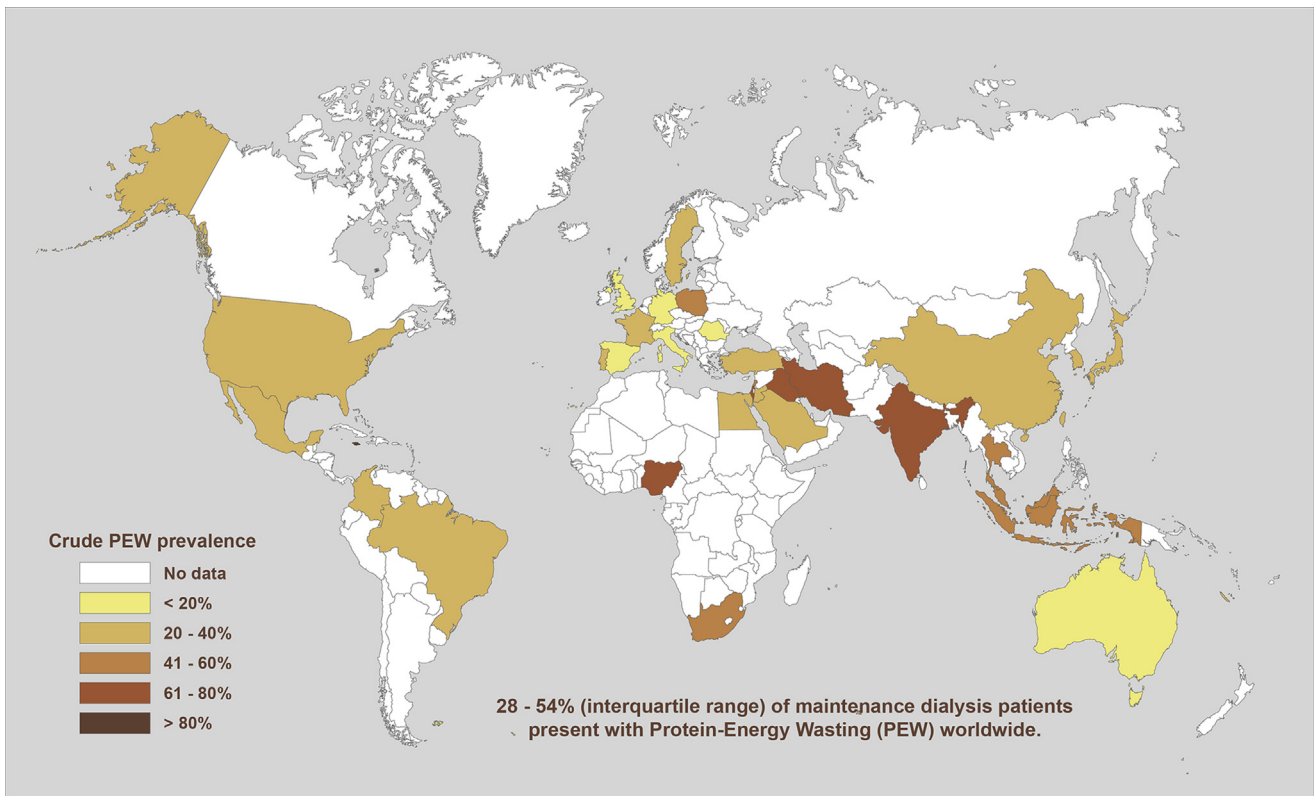 Crude PEW prevalence
No data
< 20%
20 - 40%
41 - 60%
61 - 80%
> 80%
28 - 54% (interquartile range) of maintenance dialysis patients
present with Protein-Energy Wasting (PEW) worldwide.